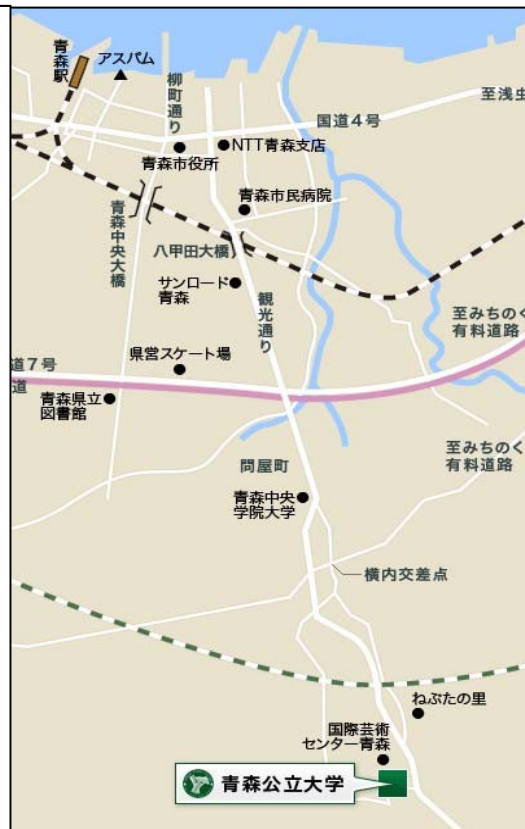 青森駅
アスパム
柳町通り
国道4号
至浅虫
NTT青森支店
青森市役所
青森市民病院
青森中央大橋
八甲田大橋
サンロード
青森
観光通り
至みちのく
有料道路
県営スケート場
道7号
道
青森県立
図書館
問屋町
至みちのく
有料道路
青森中央
学院大学
横内交差点
ねぶたの里
国際芸術
センター青森
青森公立大学